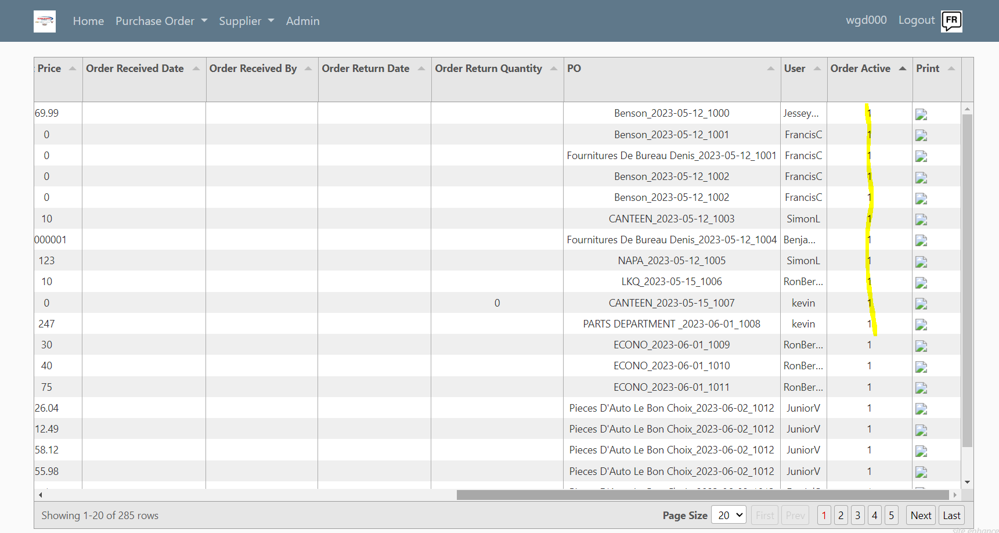 Home Purchase Order Supplier Admin wgd000 Logout FR
Price Order Received Date Order Received By Order Return Date Order Return Quantity PO User Order Active Print
69.99 Benson_2023-05-12_1000 Jessey... 1
0 Benson_2023-05-12_1001 FrancisC 1
0 Fournitures De Bureau Denis_2023-05-12_1001 FrancisC 1
0 Benson_2023-05-12_1002 FrancisC 1
0 Benson_2023-05-12_1002 FrancisC 1
10 CANTEEN_2023-05-12_1003 SimonL 1
000001 Fournitures De Bureau Denis_2023-05-12_1004 Benja... 1
123 NAPA_2023-05-12_1005 SimonL 1
10 LKQ_2023-05-15_1006 RonBer... 1
0 0 CANTEEN_2023-05-15_1007 kevin 1
247 PARTS DEPARTMENT _2023-06-01_1008 kevin 1
30 ECONO_2023-06-01_1009 RonBer... 1
40 ECONO_2023-06-01_1010 RonBer... 1
75 ECONO_2023-06-01_1011 RonBer... 1
26.04 Pieces D'Auto Le Bon Choix_2023-06-02_1012 JuniorV 1
12.49 Pieces D'Auto Le Bon Choix_2023-06-02_1012 JuniorV 1
58.12 Pieces D'Auto Le Bon Choix_2023-06-02_1012 JuniorV 1
55.98 Pieces D'Auto Le Bon Choix_2023-06-02_1012 JuniorV 1
Showing 1-20 of 285 rows Page Size 20 First Prev 1 2 3 4 5 Next Last